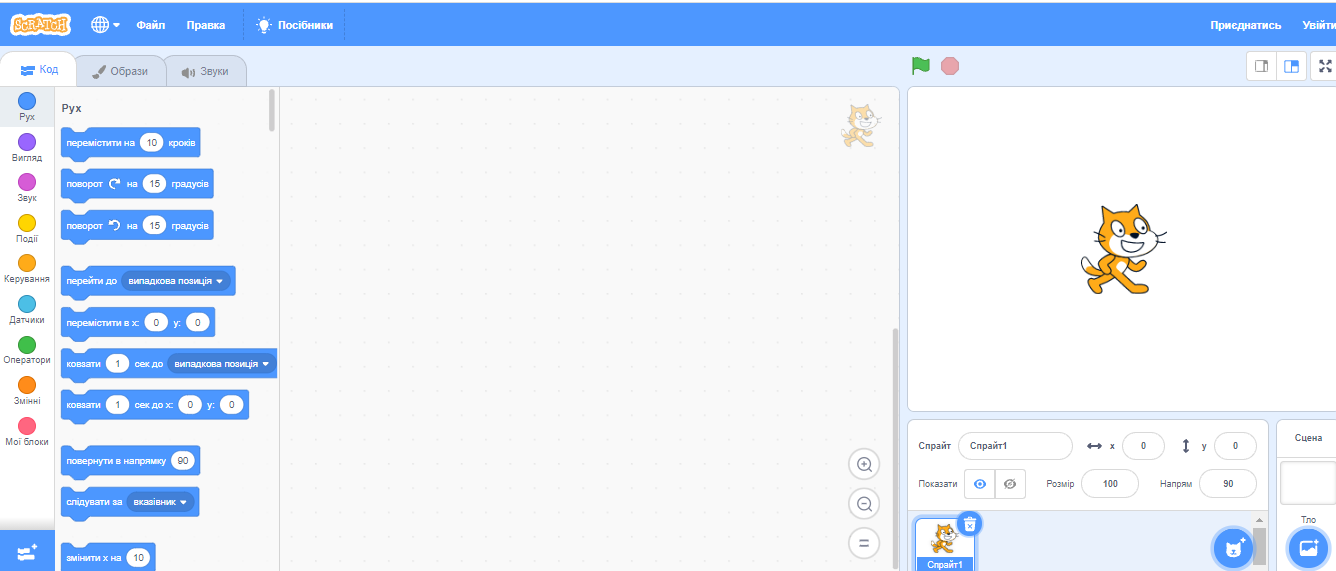 SCRATCH Файл Правка Посібники Приєднатись Увійти
Код Образи Звуки
Рух
Вигляд
Звук
Події
Керування
Датчики
Оператори
Змінні
Мої блоки
Рух
перемістити на 10 кроків
поворот на 15 градусів
поворот на 15 градусів
перейти до випадкова позиція
перемістити в x: 0 y: 0
ковзати 1 сек до випадкова позиція
ковзати 1 сек до x: 0 y: 0
повернути в напрямку 90
слідувати за вказівник
змінити x на 10
Спрайт Спрайт1 x 0 y 0
Показати Розмір 100 Напрям 90
Спрайт1
Сцена
Тло